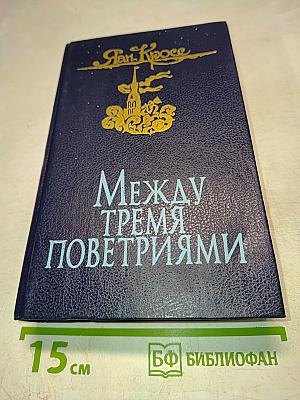 Яан Кросс
МЕЖДУ
ТРЕМЯ
ПОВЕТРИЯМИ
15 см
БФ БИБЛИОФАН